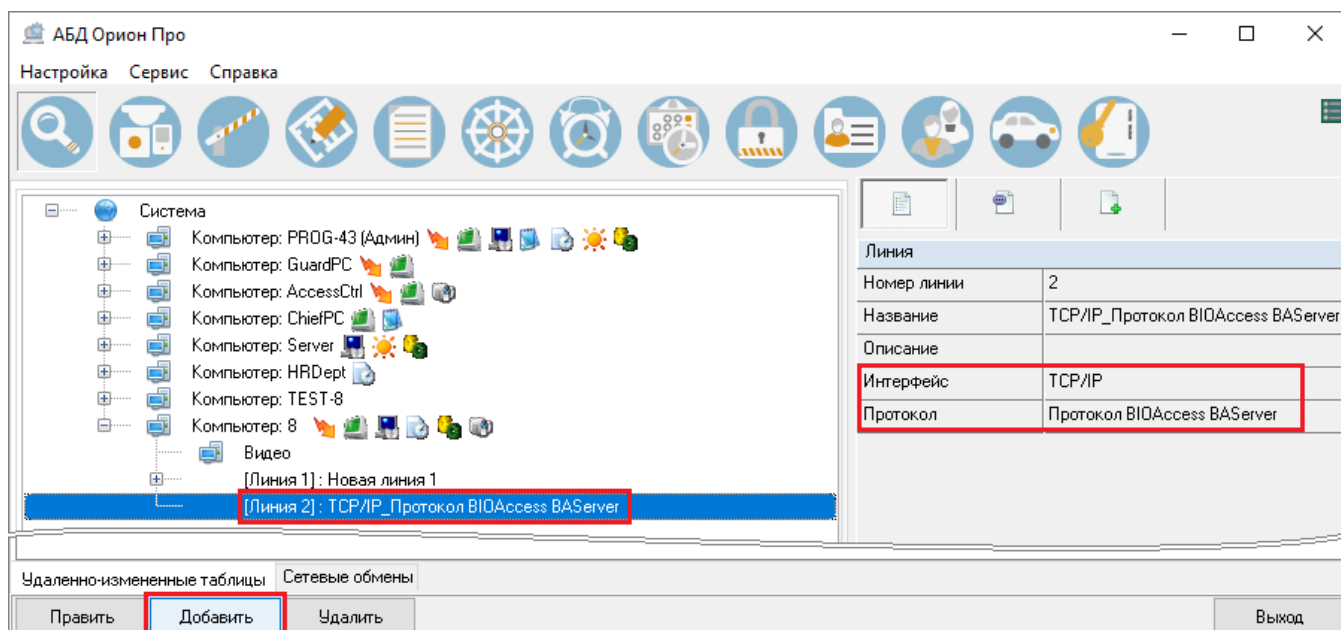 АБД Орион Про
Настройка Сервис Справка
Система
Компьютер: PROG-43 (Админ)
Компьютер: GuardPC
Компьютер: AccessCtrl
Компьютер: ChiefPC
Компьютер: Server
Компьютер: HRDept
Компьютер: TEST-8
Компьютер: 8
Видео
[Линия 1] : Новая линия 1
[Линия 2] : TCP/IP_Протокол BIOAccess BAServer
Линия
Номер линии 2
Название TCP/IP_Протокол BIOAccess BAServer
Описание
Интерфейс TCP/IP
Протокол Протокол BIOAccess BAServer
Удаленно-измененные таблицы Сетевые обмены
Править Добавить Удалить Выход